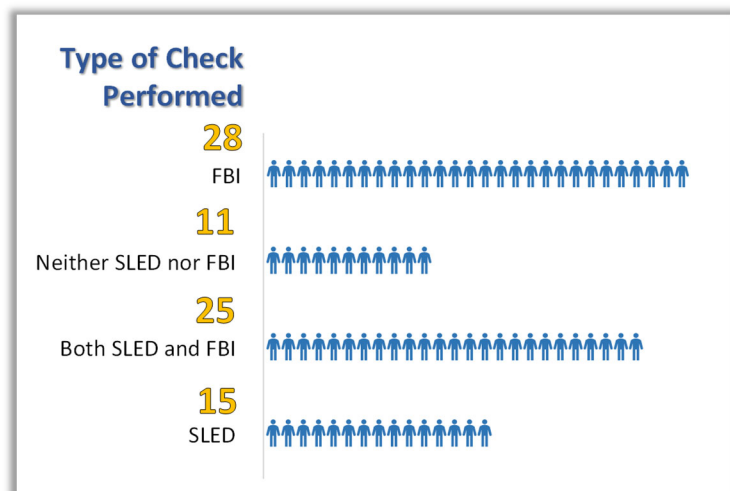 Type of Check
Performed
28
FBI
11
Neither SLED nor FBI
25
Both SLED and FBI
15
SLED